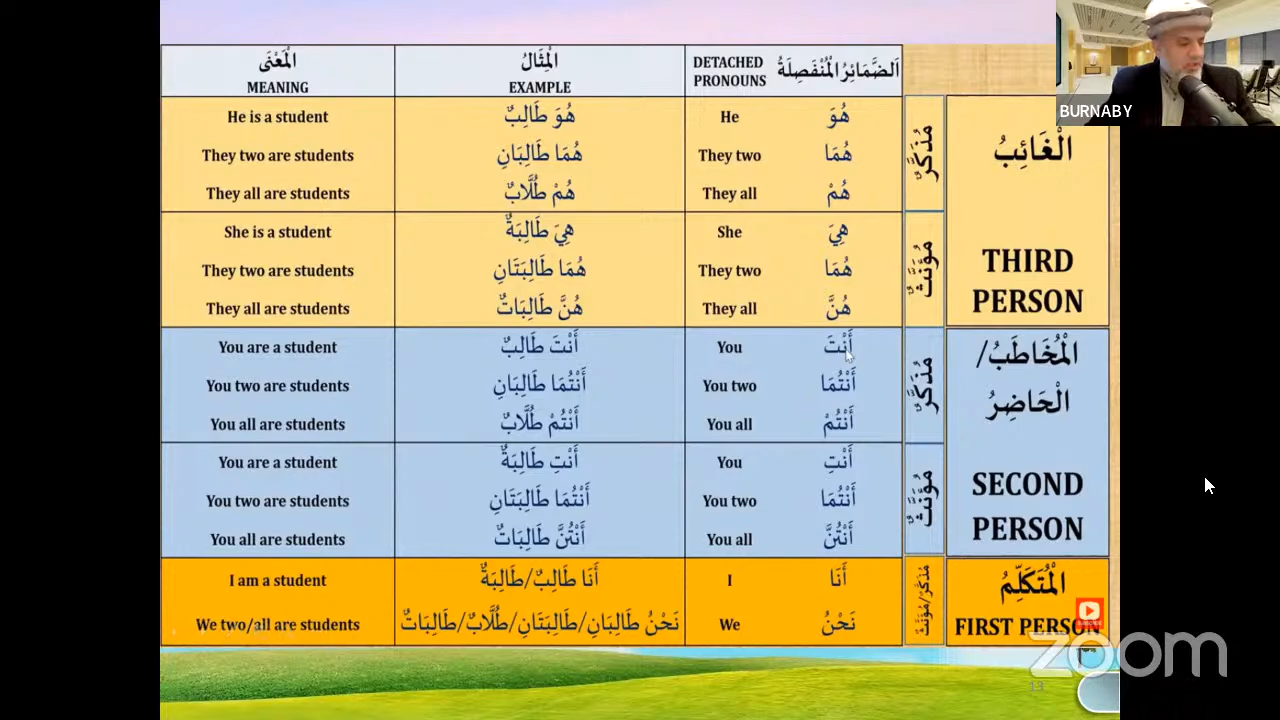 الْمَعْنَى
MEANING
الْمِثَالُ
EXAMPLE
DETACHED PRONOUNS
اَلضَّمَائِرُ الْمُنْفَصِلَةُ
He is a student
هُوَ طَالِبٌ
He
هُوَ
They two are students
هُمَا طَالِبَانِ
They two
هُمَا
They all are students
هُمْ طُلَّابٌ
They all
هُمْ
مُذَكَّرٌ
She is a student
هِيَ طَالِبَةٌ
She
هِيَ
They two are students
هُمَا طَالِبَتَانِ
They two
هُمَا
They all are students
هُنَّ طَالِبَاتٌ
They all
هُنَّ
مُؤَنَّثٌ
الْغَائِبُ
THIRD
PERSON
You are a student
أَنْتَ طَالِبٌ
You
أَنْتَ
You two are students
أَنْتُمَا طَالِبَانِ
You two
أَنْتُمَا
You all are students
أَنْتُمْ طُلَّابٌ
You all
أَنْتُمْ
مُذَكَّرٌ
You are a student
أَنْتِ طَالِبَةٌ
You
أَنْتِ
You two are students
أَنْتُمَا طَالِبَتَانِ
You two
أَنْتُمَا
You all are students
أَنْتُنَّ طَالِبَاتٌ
You all
أَنْتُنَّ
مُؤَنَّثٌ
الْمُخَاطَبُ/
الْحَاضِرُ
SECOND
PERSON
I am a student
أَنَا طَالِبٌ/طَالِبَةٌ
I
أَنَا
We two/all are students
نَحْنُ طَالِبَانِ/طَالِبَتَانِ/طُلَّابٌ/طَالِبَاتٌ
We
نَحْنُ
مُذَكَّرٌ/مُؤَنَّثٌ
الْمُتَكَلِّمُ
FIRST PERSON
BURNABY
zoom
13